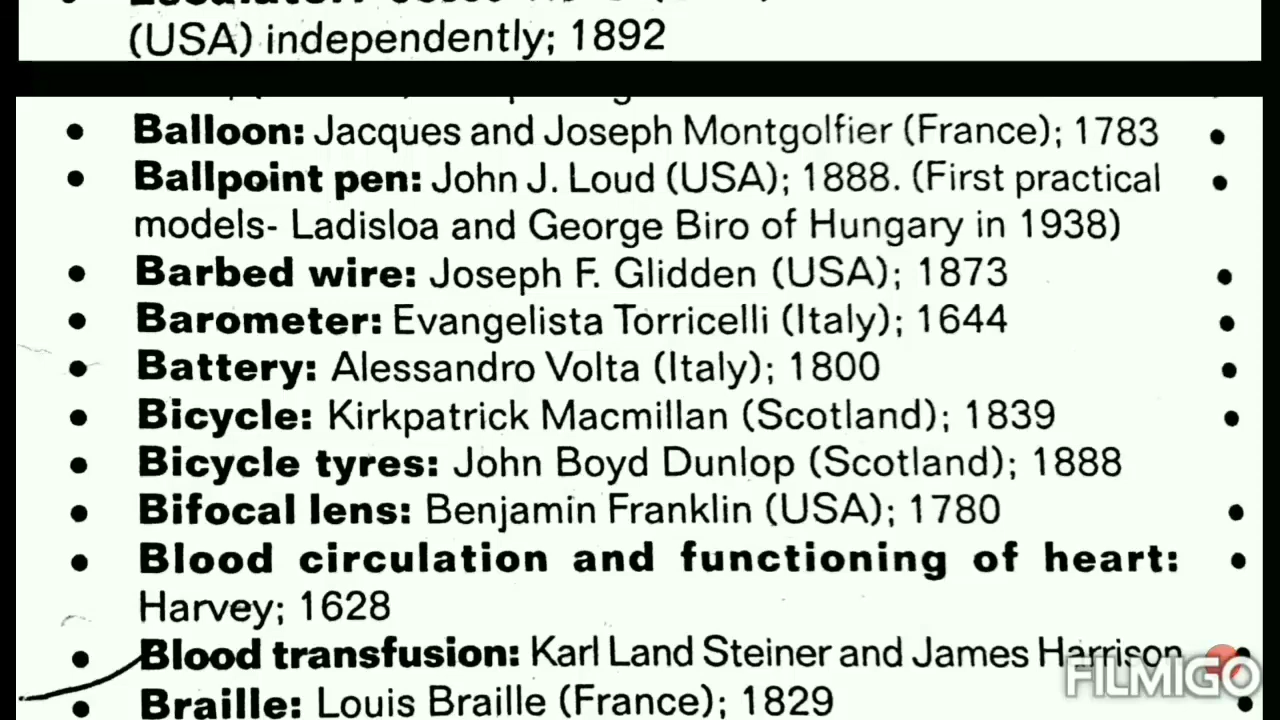 (USA) independently; 1892
• Balloon: Jacques and Joseph Montgolfier (France); 1783
• Ballpoint pen: John J. Loud (USA); 1888. (First practical
models- Ladisloa and George Biro of Hungary in 1938)
• Barbed wire: Joseph F. Glidden (USA); 1873
• Barometer: Evangelista Torricelli (Italy); 1644
• Battery: Alessandro Volta (Italy); 1800
• Bicycle: Kirkpatrick Macmillan (Scotland); 1839
• Bicycle tyres: John Boyd Dunlop (Scotland); 1888
• Bifocal lens: Benjamin Franklin (USA); 1780
• Blood circulation and functioning of heart:
Harvey; 1628
• Blood transfusion: Karl Land Steiner and James Harrison
• Braille: Louis Braille (France); 1829
FILMIGO